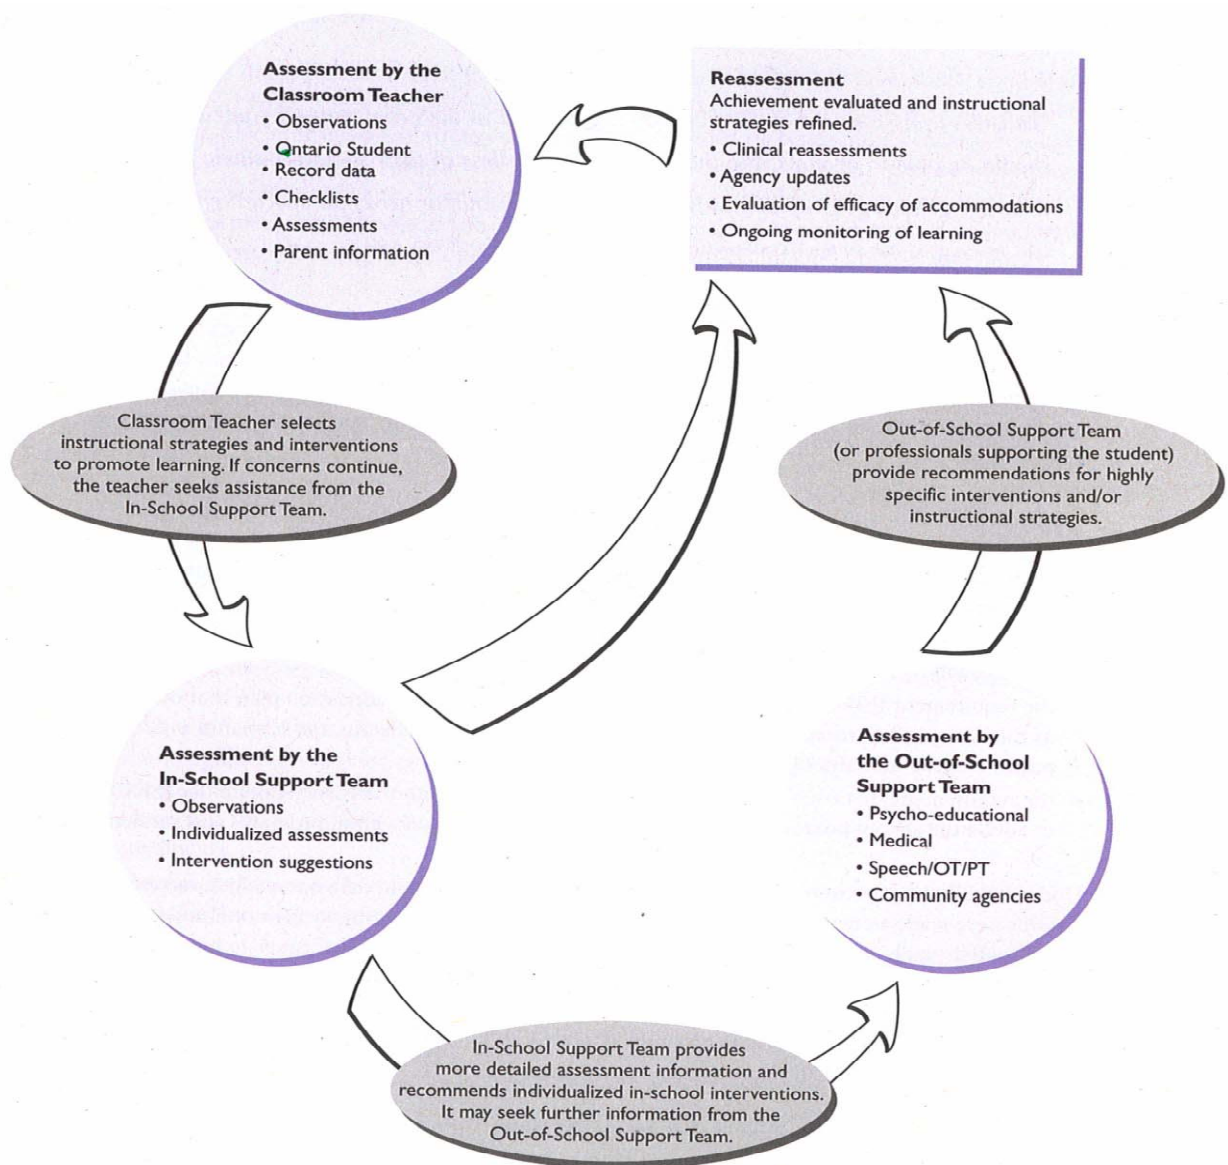 Assessment by the
Classroom Teacher
• Observations
• Ontario Student
• Record data
• Checklists
• Assessments
• Parent information
Reassessment
Achievement evaluated and instructional
strategies refined.
• Clinical reassessments
• Agency updates
• Evaluation of efficacy of accommodations
• Ongoing monitoring of learning
Classroom Teacher selects
instructional strategies and interventions
to promote learning. If concerns continue,
the teacher seeks assistance from the
In-School Support Team.
Out-of-School Support Team
(or professionals supporting the student)
provide recommendations for highly
specific interventions and/or
instructional strategies.
Assessment by the
In-School Support Team
• Observations
• Individualized assessments
• Intervention suggestions
Assessment by
the Out-of-School
Support Team
• Psycho-educational
• Medical
• Speech/OT/PT
• Community agencies
In-School Support Team provides
more detailed assessment information and
recommends individualized in-school interventions.
It may seek further information from the
Out-of-School Support Team.